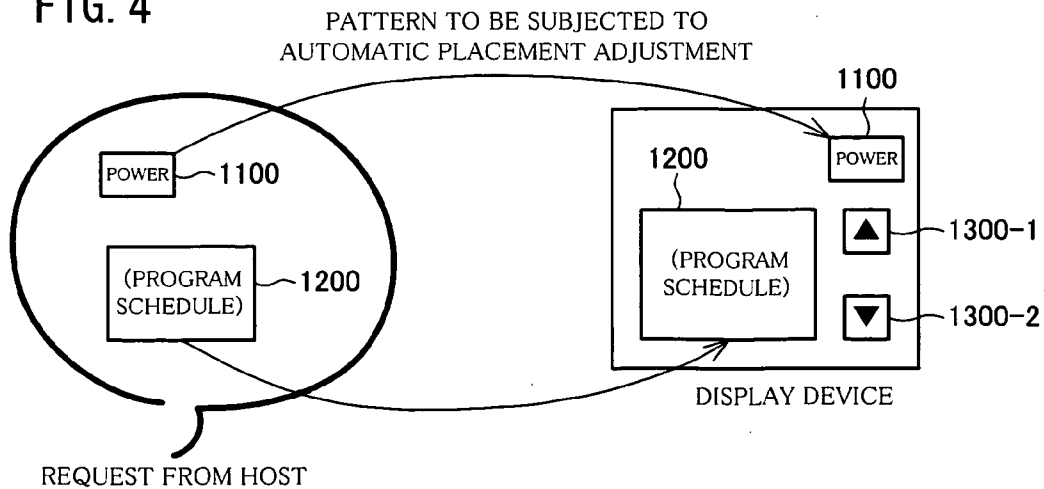 FIG. 4
PATTERN TO BE SUBJECTED TO
AUTOMATIC PLACEMENT ADJUSTMENT
POWER
1100
(PROGRAM
SCHEDULE)
1200
REQUEST FROM HOST
1100
POWER
1200
(PROGRAM
SCHEDULE)
1300-1
1300-2
DISPLAY DEVICE